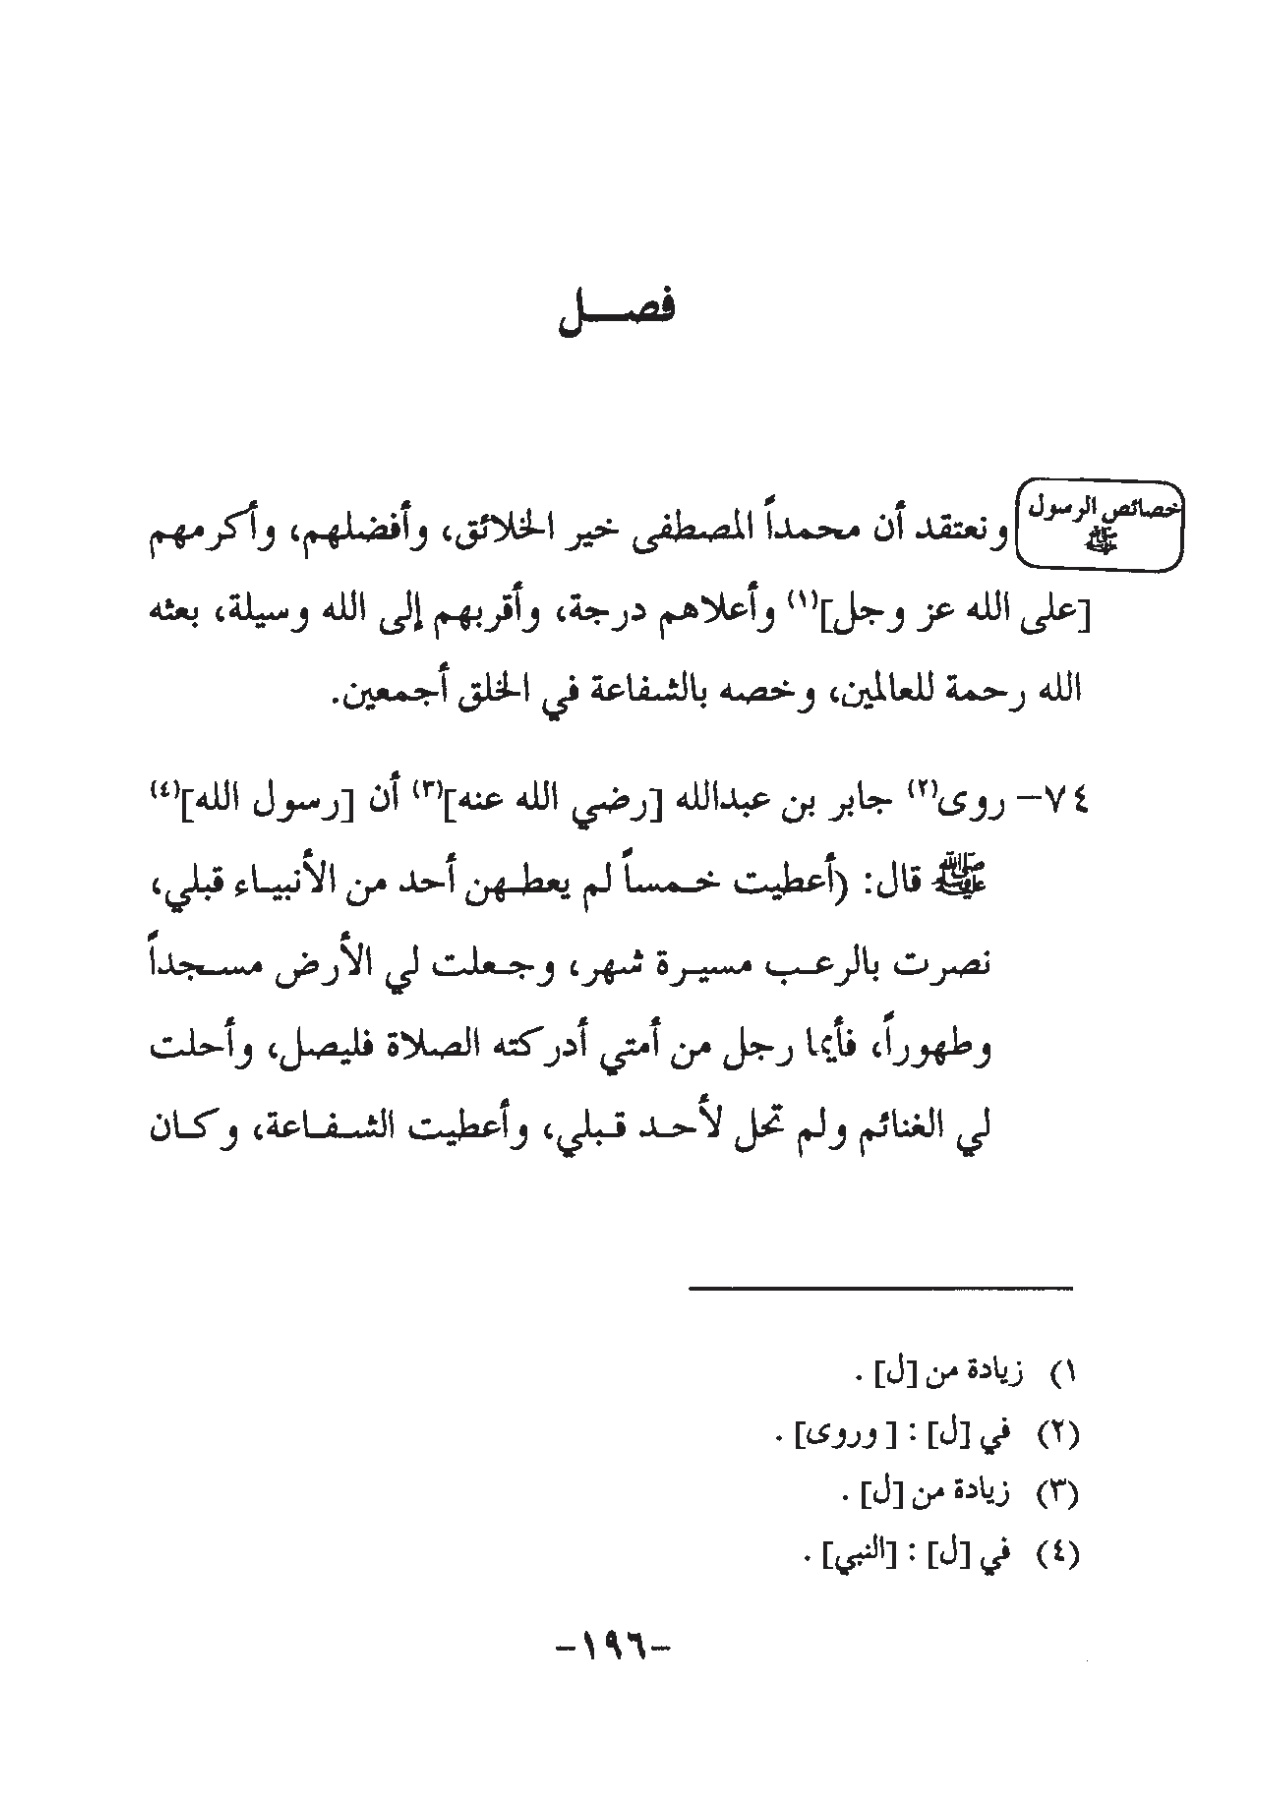 فصل
خصائص الرسول
ﷺ
ونعتقد أن محمداً المصطفى خير الخلائق، وأفضلهم، وأكرمهم
[على الله عز وجل](١) وأعلاهم درجة، وأقربهم إلى الله وسيلة، بعثه
الله رحمة للعالمين، وخصه بالشفاعة في الخلق أجمعين.
٧٤- روى(٢) جابر بن عبدالله [رضي الله عنه](٣) أن [رسول الله](٤)
ﷺ قال: (أعطيت خمساً لم يعطهن أحد من الأنبياء قبلي،
نصرت بالرعب مسيرة شهر، وجعلت لي الأرض مسجداً
وطهوراً، فأيما رجل من أمتي أدركته الصلاة فليصل، وأحلت
لي الغنائم ولم تحل لأحد قبلي، وأعطيت الشفاعة، وكان
١) زيادة من [ل] .
(٢) في [ل] : [ وروى] .
(٣) زيادة من [ل] .
(٤) في [ل] : [النبي] .
-١٩٦-